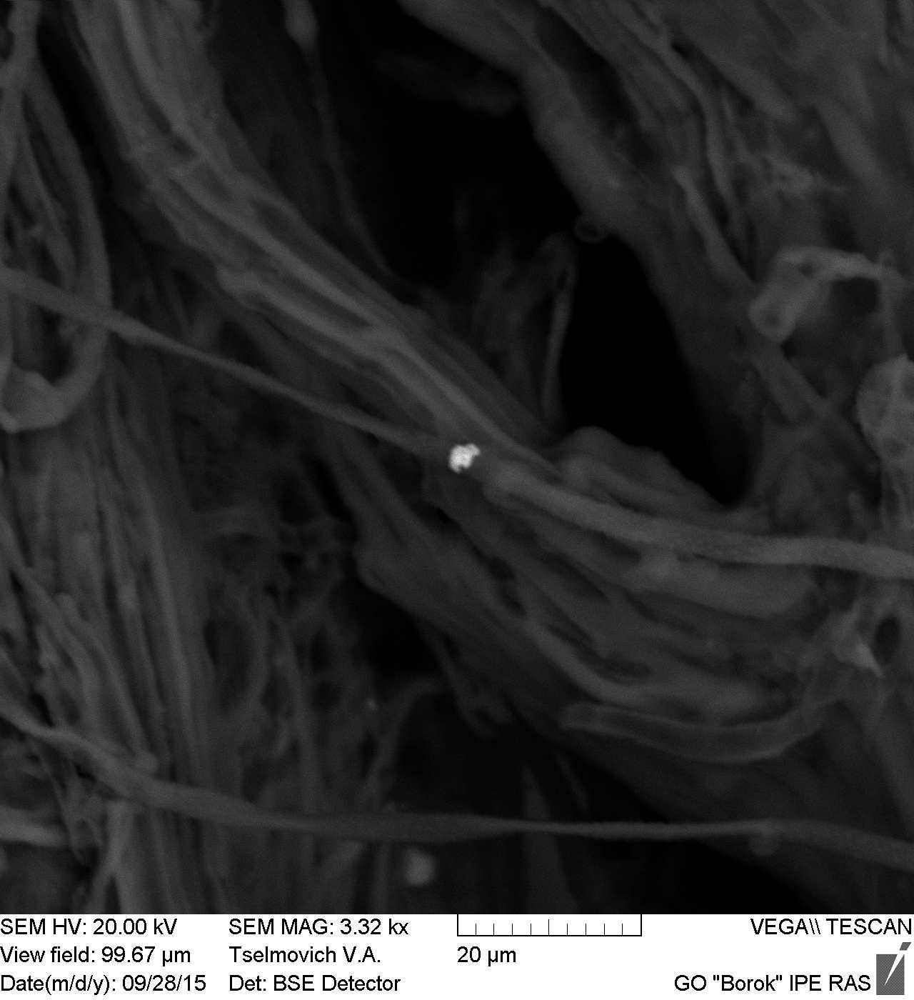 SEM HV: 20.00 kV SEM MAG: 3.32 kx VEGA\\ TESCAN
View field: 99.67 µm Tselmovich V.A. 20 µm
Date(m/d/y): 09/28/15 Det: BSE Detector GO "Borok" IPE RAS